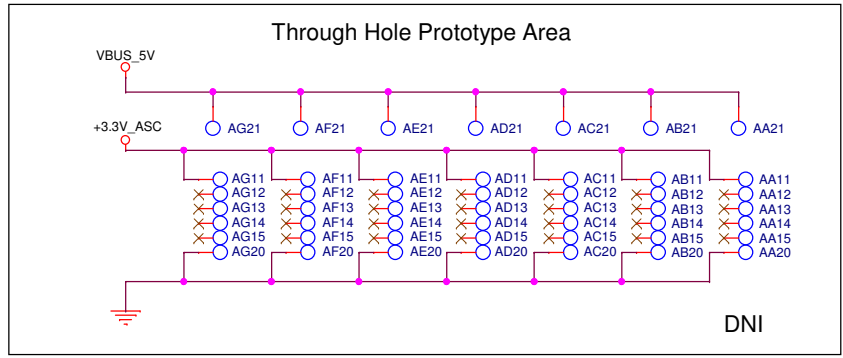 Through Hole Prototype Area
VBUS_5V
+3.3V_ASC
AG21 AF21 AE21 AD21 AC21 AB21 AA21
AG11 AF11 AE11 AD11 AC11 AB11 AA11
AG12 AF12 AE12 AD12 AC12 AB12 AA12
AG13 AF13 AE13 AD13 AC13 AB13 AA13
AG14 AF14 AE14 AD14 AC14 AB14 AA14
AG15 AF15 AE15 AD15 AC15 AB15 AA15
AG20 AF20 AE20 AD20 AC20 AB20 AA20
DNI